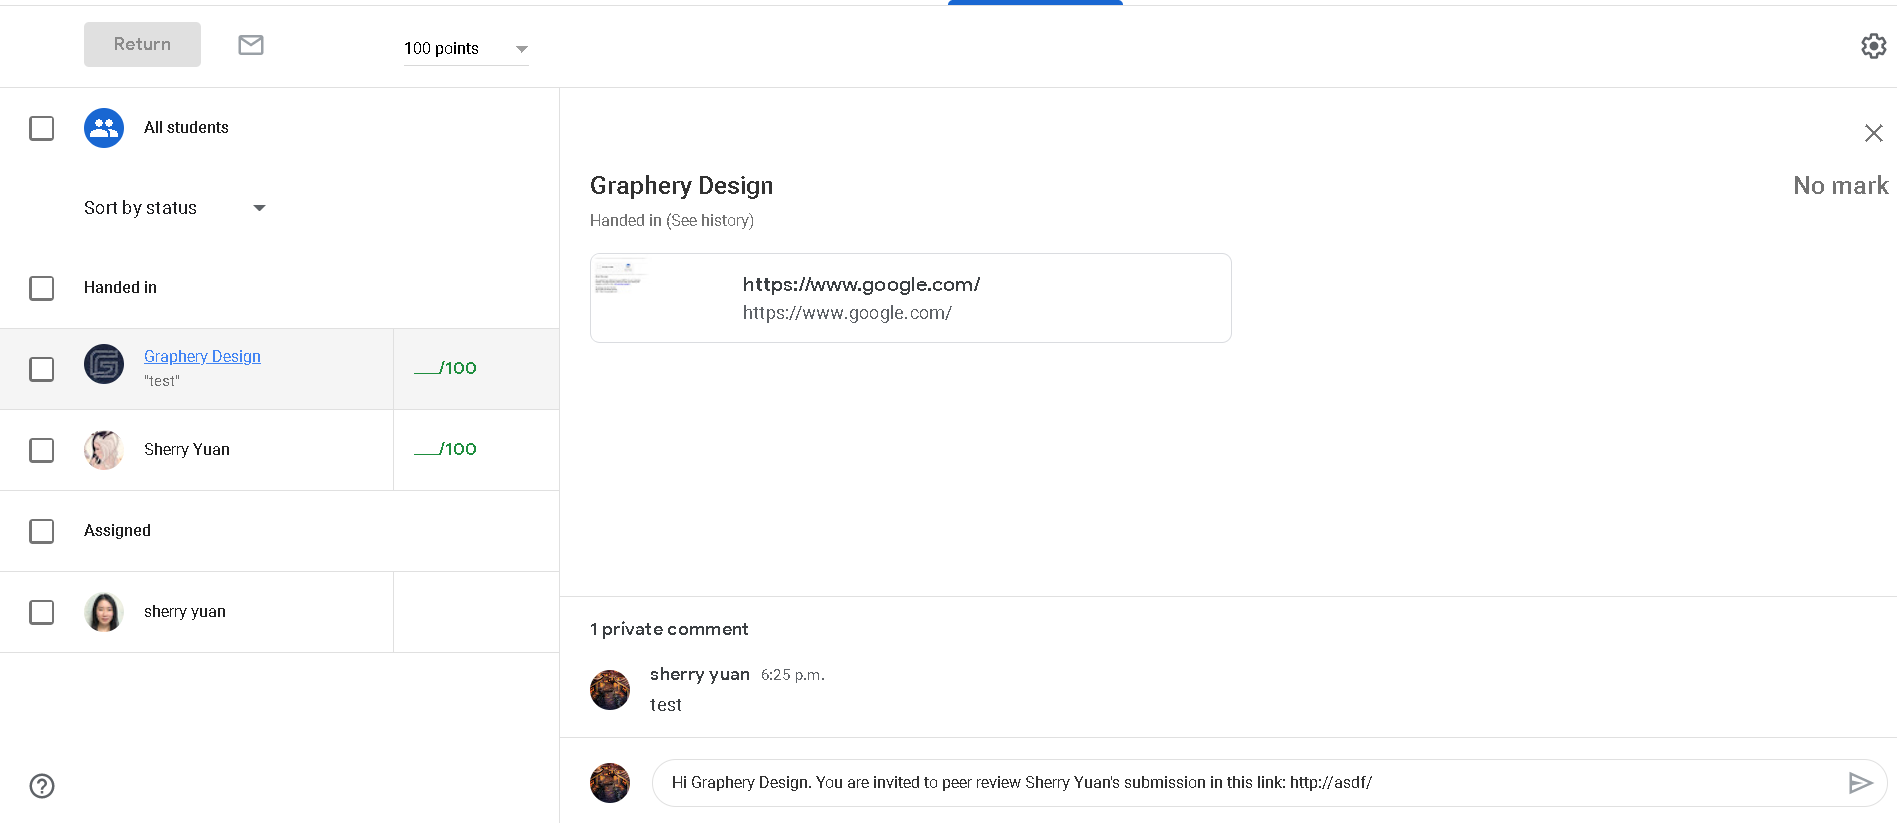 Return
100 points
All students
Sort by status
Handed in
Graphery Design
"test"
___/100
Sherry Yuan
___/100
Assigned
sherry yuan
Graphery Design
No mark
Handed in (See history)
https://www.google.com/
https://www.google.com/
1 private comment
sherry yuan 6:25 p.m.
test
Hi Graphery Design. You are invited to peer review Sherry Yuan's submission in this link: http://asdf/